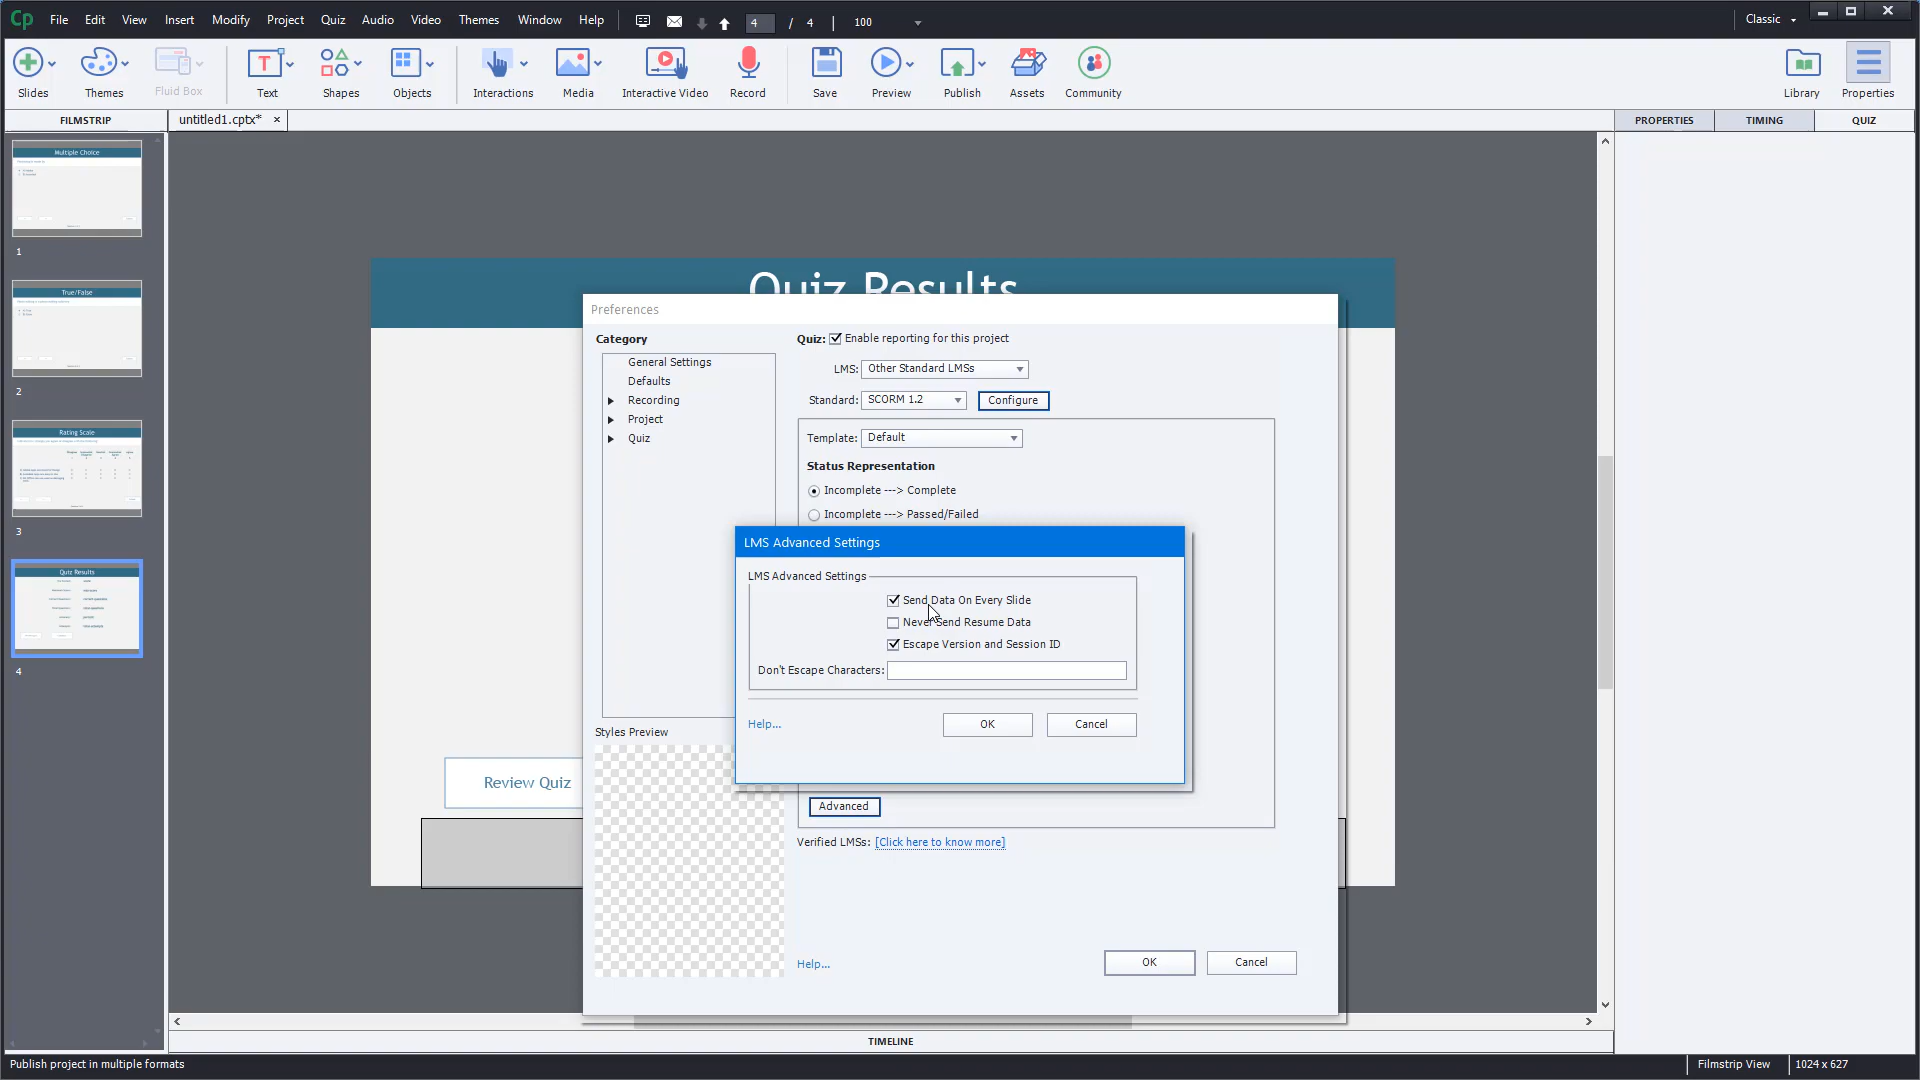 Cp File Edit View Insert Modify Project Quiz Audio Video Themes Window Help 4 / 4 100 Classic
Slides Themes Fluid Box Text Shapes Objects Interactions Media Interactive Video Record Save Preview Publish Assets Community Library Properties
FILMSTRIP untitled1.cptx* PROPERTIES TIMING QUIZ
Multiple Choice
1
True/False
2
Rating Scale
3
Quiz Results
4
Quiz Results
Review Quiz
Preferences
Category
General Settings
Defaults
Recording
Project
Quiz
Styles Preview
Quiz: Enable reporting for this project
LMS: Other Standard LMSs
Standard: SCORM 1.2 Configure
Template: Default
Status Representation
Incomplete ---> Complete
Incomplete ---> Passed/Failed
LMS Advanced Settings
LMS Advanced Settings
Send Data On Every Slide
Never Send Resume Data
Escape Version and Session ID
Don't Escape Characters:
Help... OK Cancel
Advanced
Verified LMSs: [Click here to know more]
Help... OK Cancel
TIMELINE
Publish project in multiple formats Filmstrip View 1024 x 627